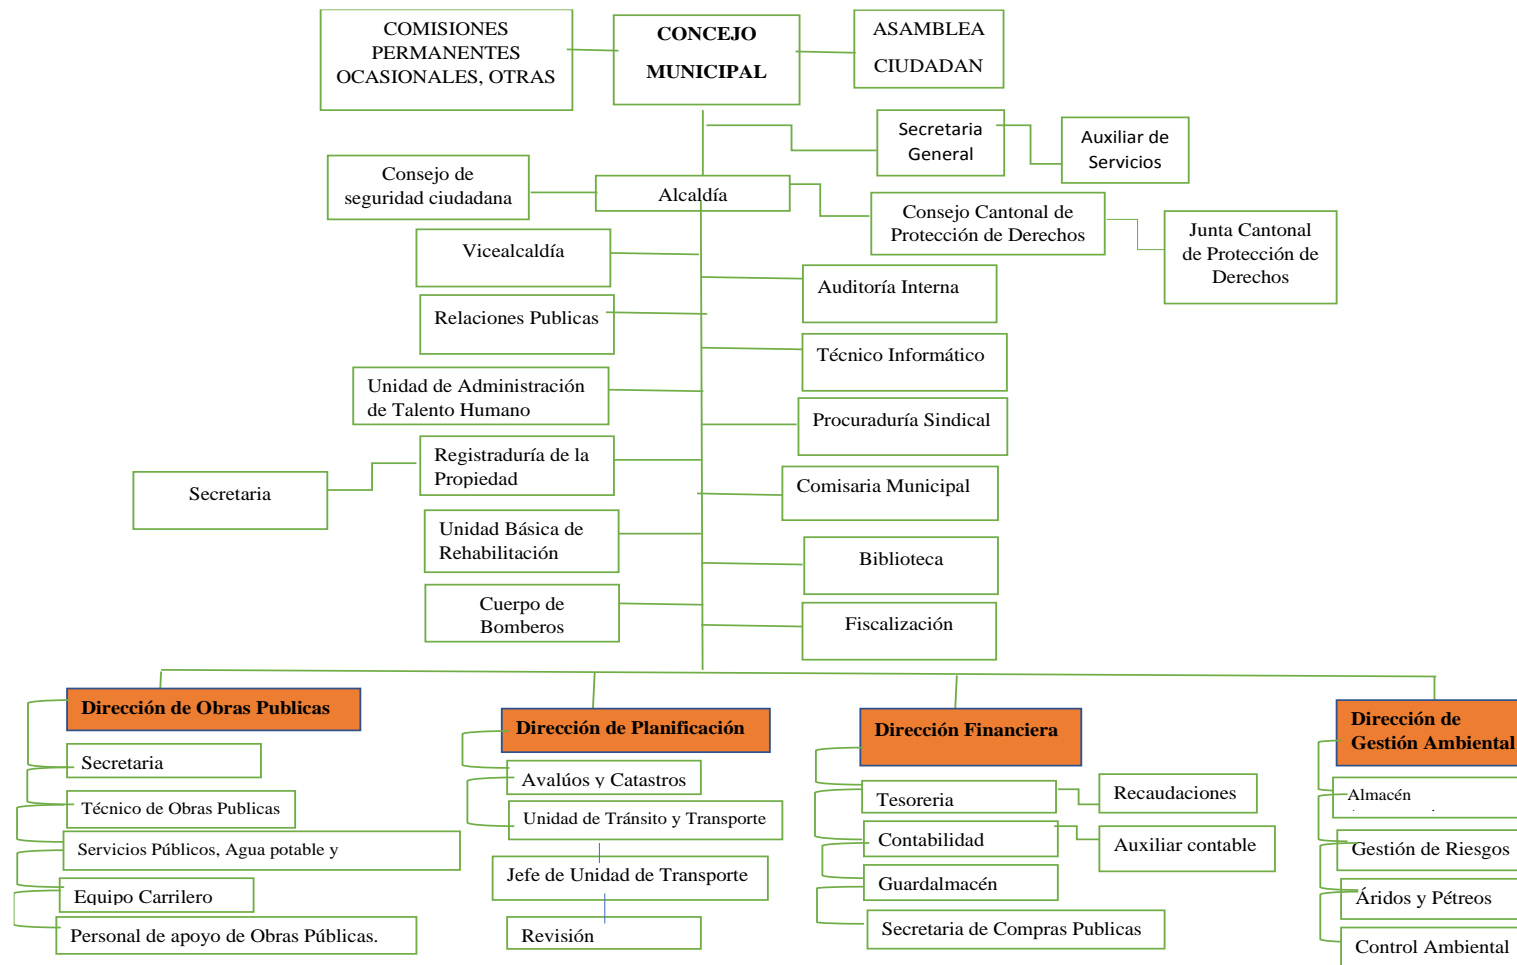 COMISIONES
PERMANENTES
OCASIONALES, OTRAS
CONCEJO
MUNICIPAL
ASAMBLEA
CIUDADAN
Secretaria
General
Auxiliar de
Servicios
Consejo de
seguridad ciudadana
Alcaldía
Consejo Cantonal de
Protección de Derechos
Junta Cantonal
de Protección de
Derechos
Vicealcaldía
Auditoría Interna
Relaciones Publicas
Técnico Informático
Unidad de Administración
de Talento Humano
Procuraduría Sindical
Registraduría de la
Propiedad
Secretaria
Comisaria Municipal
Unidad Básica de
Rehabilitación
Biblioteca
Cuerpo de
Bomberos
Fiscalización
Dirección de Obras Publicas
Secretaria
Técnico de Obras Publicas
Servicios Públicos, Agua potable y
Equipo Carrilero
Personal de apoyo de Obras Públicas.
Dirección de Planificación
Avalúos y Catastros
Unidad de Tránsito y Transporte
Jefe de Unidad de Transporte
Revisión
Dirección Financiera
Tesoreria
Recaudaciones
Contabilidad
Auxiliar contable
Guardalmacén
Secretaria de Compras Publicas
Dirección de
Gestión Ambiental
Almacén
Gestión de Riesgos
Áridos y Pétreos
Control Ambiental